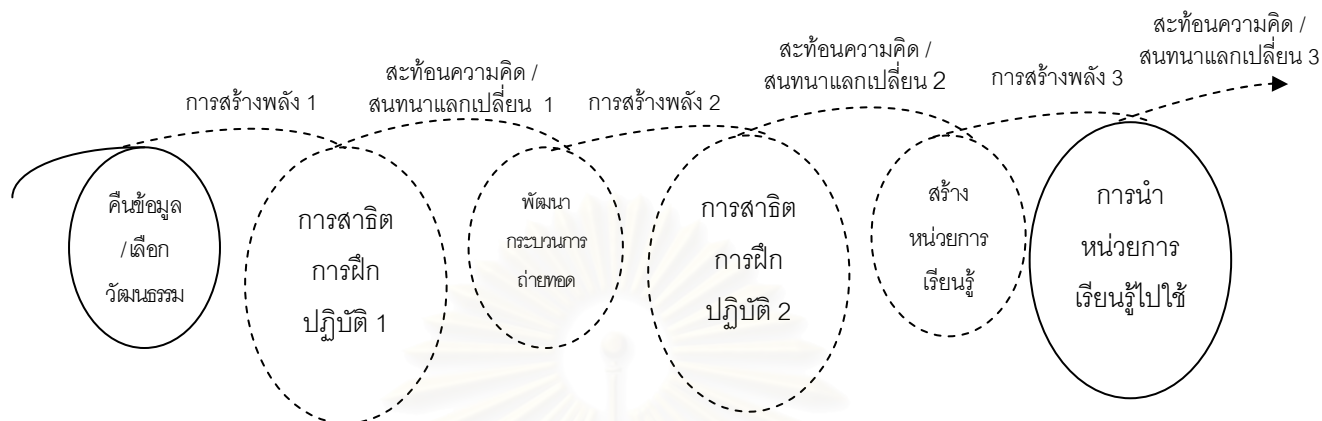 สะท้อนความคิด /
สนทนาแลกเปลี่ยน 3
สะท้อนความคิด /
สนทนาแลกเปลี่ยน 2
การสร้างพลัง 3
สะท้อนความคิด /
สนทนาแลกเปลี่ยน 1
การสร้างพลัง 2
การสร้างพลัง 1
คืนข้อมูล
/เลือก
วัฒนธรรม
การสาธิต
การฝึก
ปฏิบัติ 1
พัฒนา
กระบวนการ
ถ่ายทอด
การสาธิต
การฝึก
ปฏิบัติ 2
สร้าง
หน่วยการ
เรียนรู้
การนำ
หน่วยการ
เรียนรู้ไปใช้